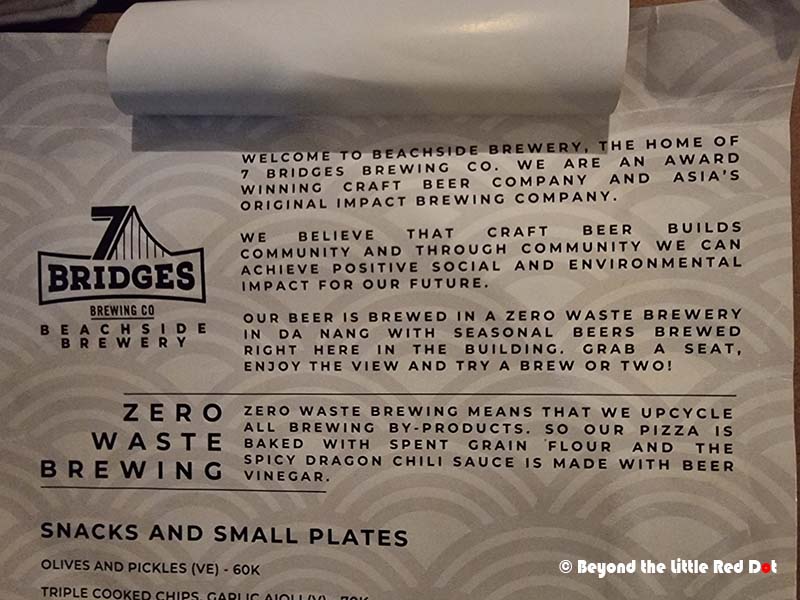 WELCOME TO BEACHSIDE BREWERY, THE HOME OF
7 BRIDGES BREWING CO. WE ARE AN AWARD
WINNING CRAFT BEER COMPANY AND ASIA'S
ORIGINAL IMPACT BREWING COMPANY.
WE BELIEVE THAT CRAFT BEER BUILDS
COMMUNITY AND THROUGH COMMUNITY WE CAN
ACHIEVE POSITIVE SOCIAL AND ENVIRONMENTAL
IMPACT FOR OUR FUTURE.
OUR BEER IS BREWED IN A ZERO WASTE BREWERY
IN DA NANG WITH SEASONAL BEERS BREWED
RIGHT HERE IN THE BUILDING. GRAB A SEAT,
ENJOY THE VIEW AND TRY A BREW OR TWO!
7
BRIDGES
BREWING CO
BEACHSIDE
BREWERY
ZERO
WASTE
BREWING
ZERO WASTE BREWING MEANS THAT WE UPCYCLE
ALL BREWING BY-PRODUCTS. SO OUR PIZZA IS
BAKED WITH SPENT GRAIN FLOUR AND THE
SPICY DRAGON CHILI SAUCE IS MADE WITH BEER
VINEGAR.
SNACKS AND SMALL PLATES
OLIVES AND PICKLES (VE) - 60K
TRIPLE COOKED CHIPS, GARLIC AIOLI (V) - 70K
© Beyond the Little Red Dot